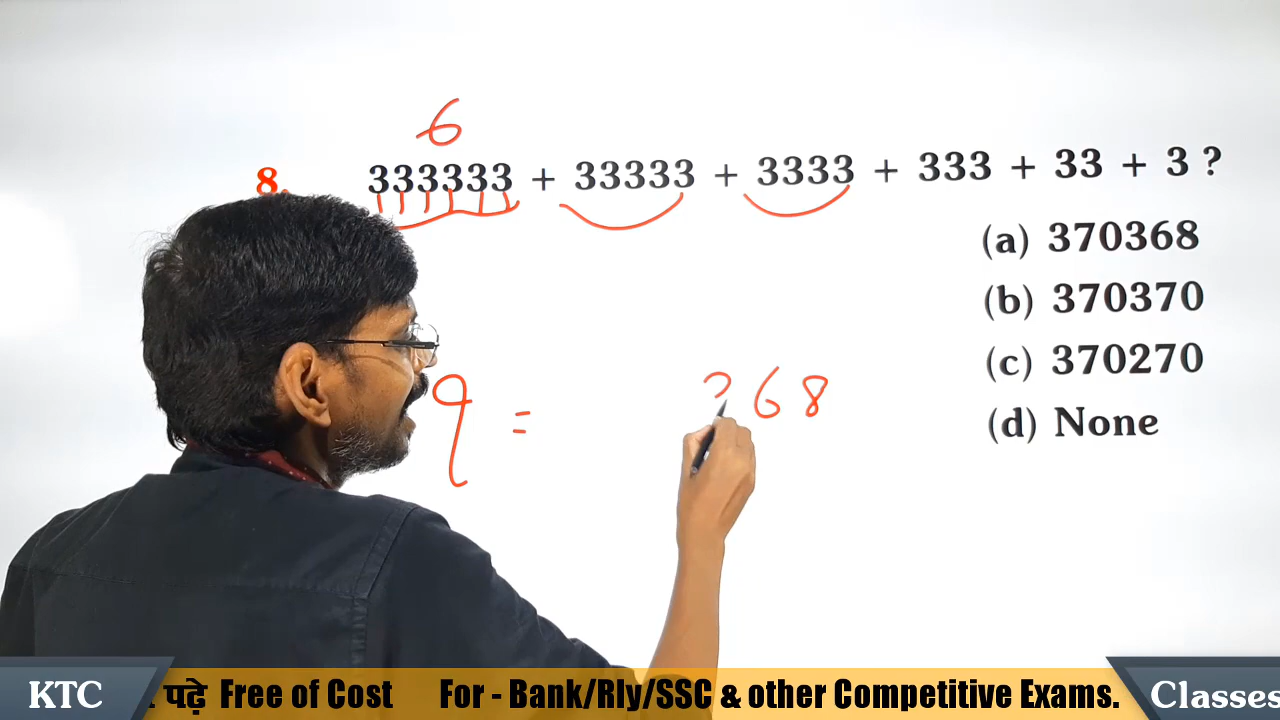 6
8. 333333 + 33333 + 3333 + 333 + 33 + 3 ?
(a) 370368
(b) 370370
(c) 370270
(d) None
9 = 368
KTC
पढ़े Free of Cost For - Bank/Rly/SSC & other Competitive Exams.
Classes